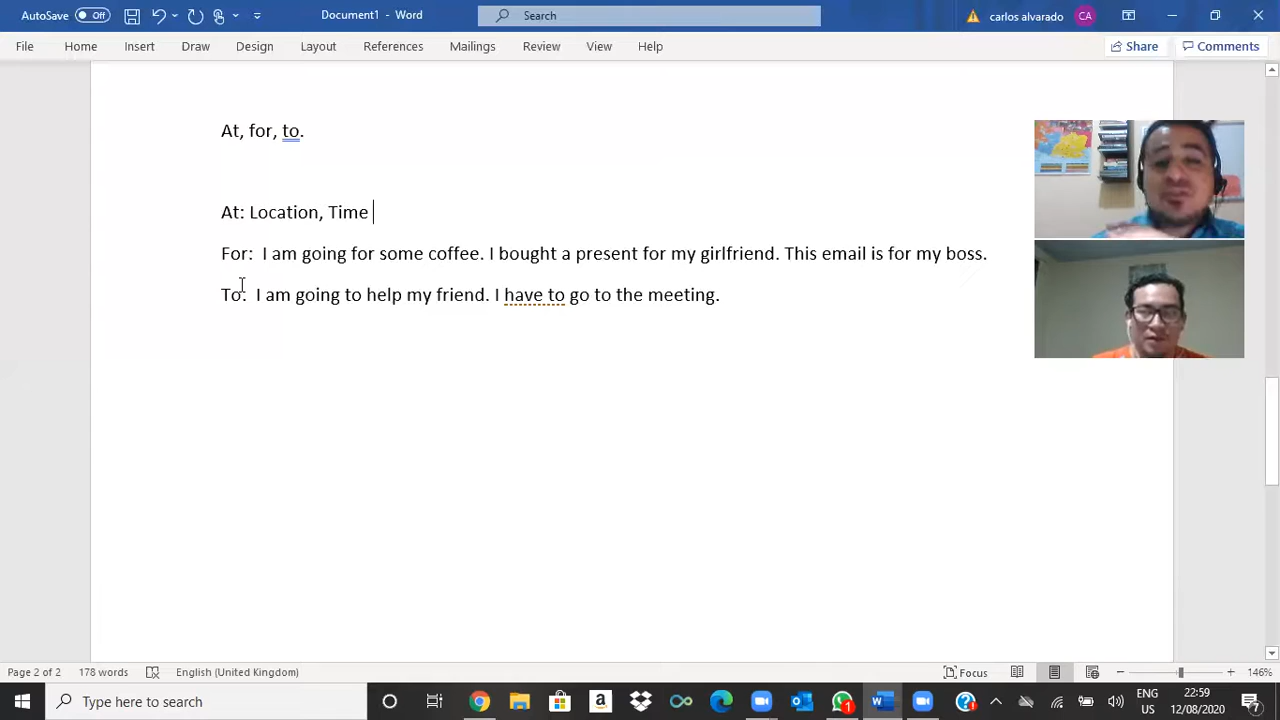 AutoSave Off Document1 - Word Search carlos alvarado CA
File Home Insert Draw Design Layout References Mailings Review View Help Share Comments
At, for, to.
At: Location, Time
For: I am going for some coffee. I bought a present for my girlfriend. This email is for my boss.
To: I am going to help my friend. I have to go to the meeting.
Page 2 of 2 178 words English (United Kingdom) Focus 146%
Type here to search 1 ENG 22:59
12/08/2020 7